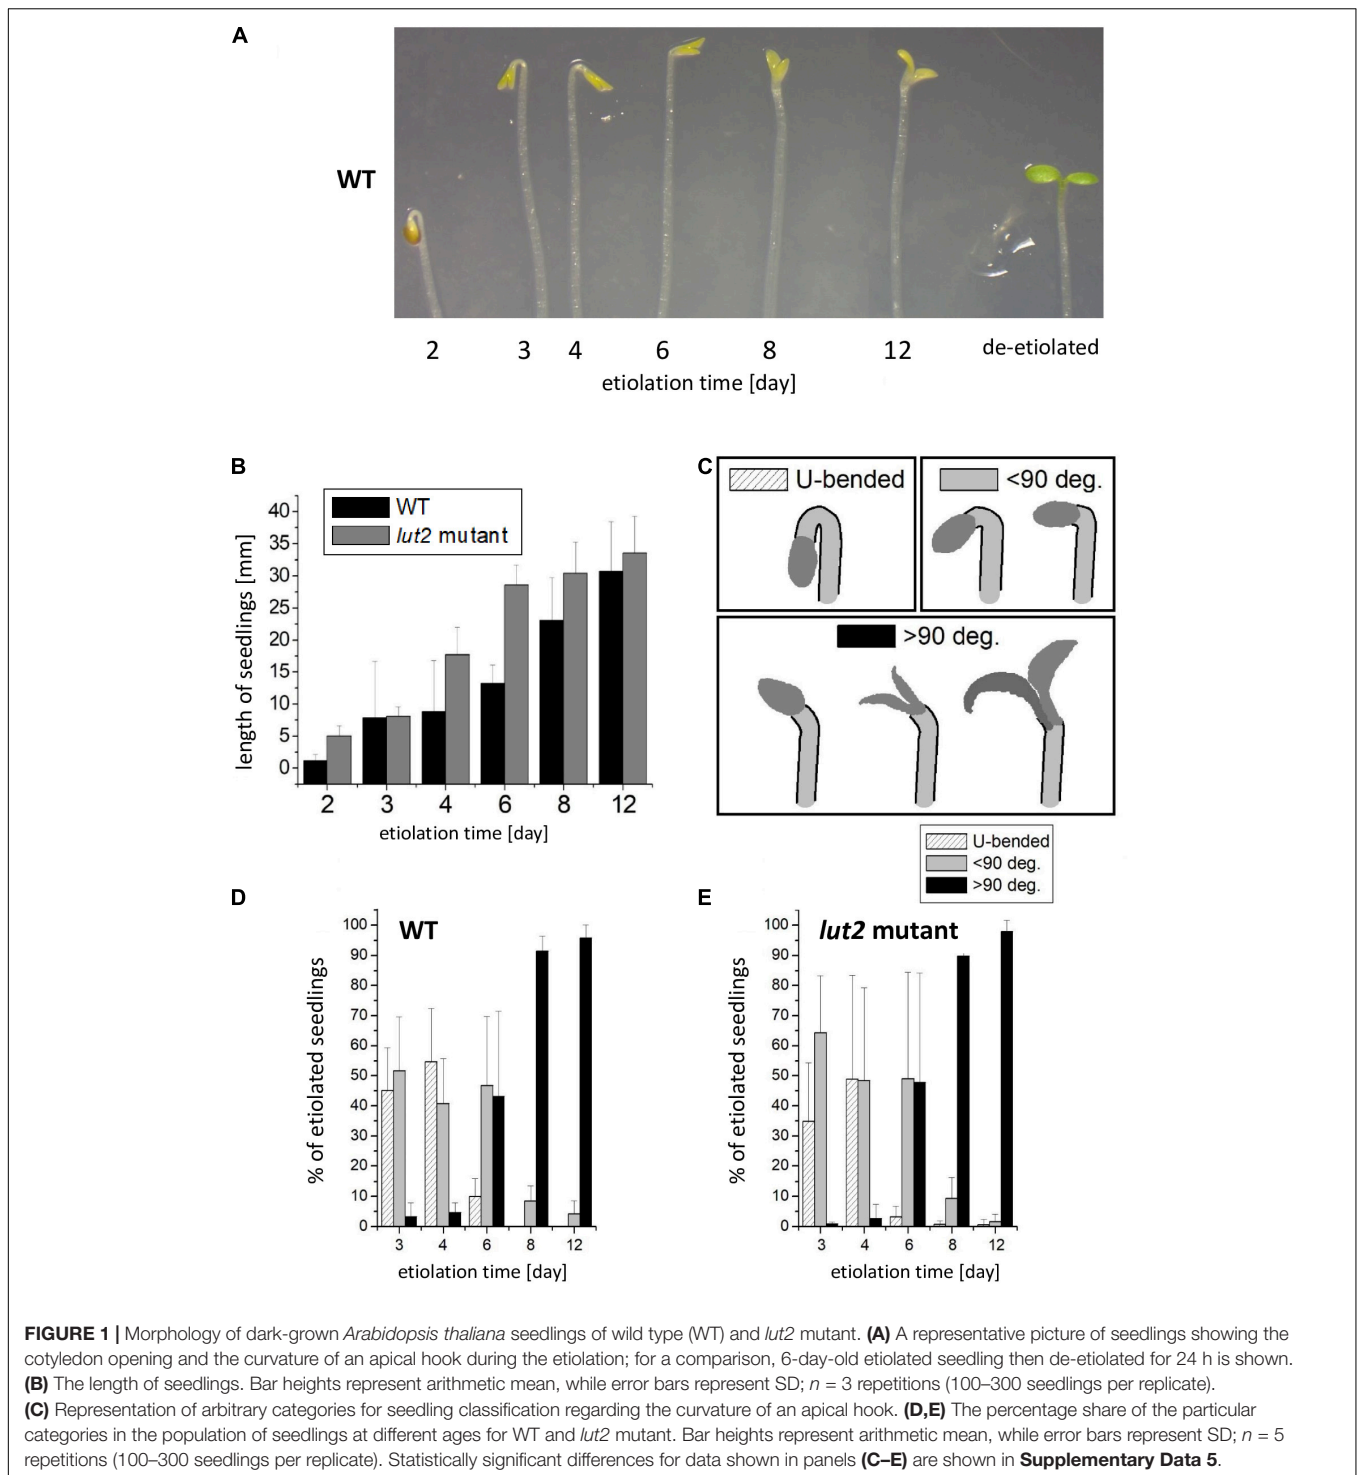 A
WT
2 3 4 6 8 12 de-etiolated
etiolation time [day]
B
WT
lut2 mutant
length of seedlings [mm]
40
35
30
25
20
15
10
5
0
2 3 4 6 8 12
etiolation time [day]
C
U-bended
<90 deg.
>90 deg.
U-bended
<90 deg.
>90 deg.
D
WT
% of etiolated seedlings
100
90
80
70
60
50
40
30
20
10
0
3 4 6 8 12
etiolation time [day]
E
lut2 mutant
% of etiolated seedlings
100
90
80
70
60
50
40
30
20
10
0
3 4 6 8 12
etiolation time [day]
FIGURE 1 | Morphology of dark-grown Arabidopsis thaliana seedlings of wild type (WT) and lut2 mutant. (A) A representative picture of seedlings showing the
cotyledon opening and the curvature of an apical hook during the etiolation; for a comparison, 6-day-old etiolated seedling then de-etiolated for 24 h is shown.
(B) The length of seedlings. Bar heights represent arithmetic mean, while error bars represent SD; n = 3 repetitions (100–300 seedlings per replicate).
(C) Representation of arbitrary categories for seedling classification regarding the curvature of an apical hook. (D,E) The percentage share of the particular
categories in the population of seedlings at different ages for WT and lut2 mutant. Bar heights represent arithmetic mean, while error bars represent SD; n = 5
repetitions (100–300 seedlings per replicate). Statistically significant differences for data shown in panels (C–E) are shown in Supplementary Data 5.